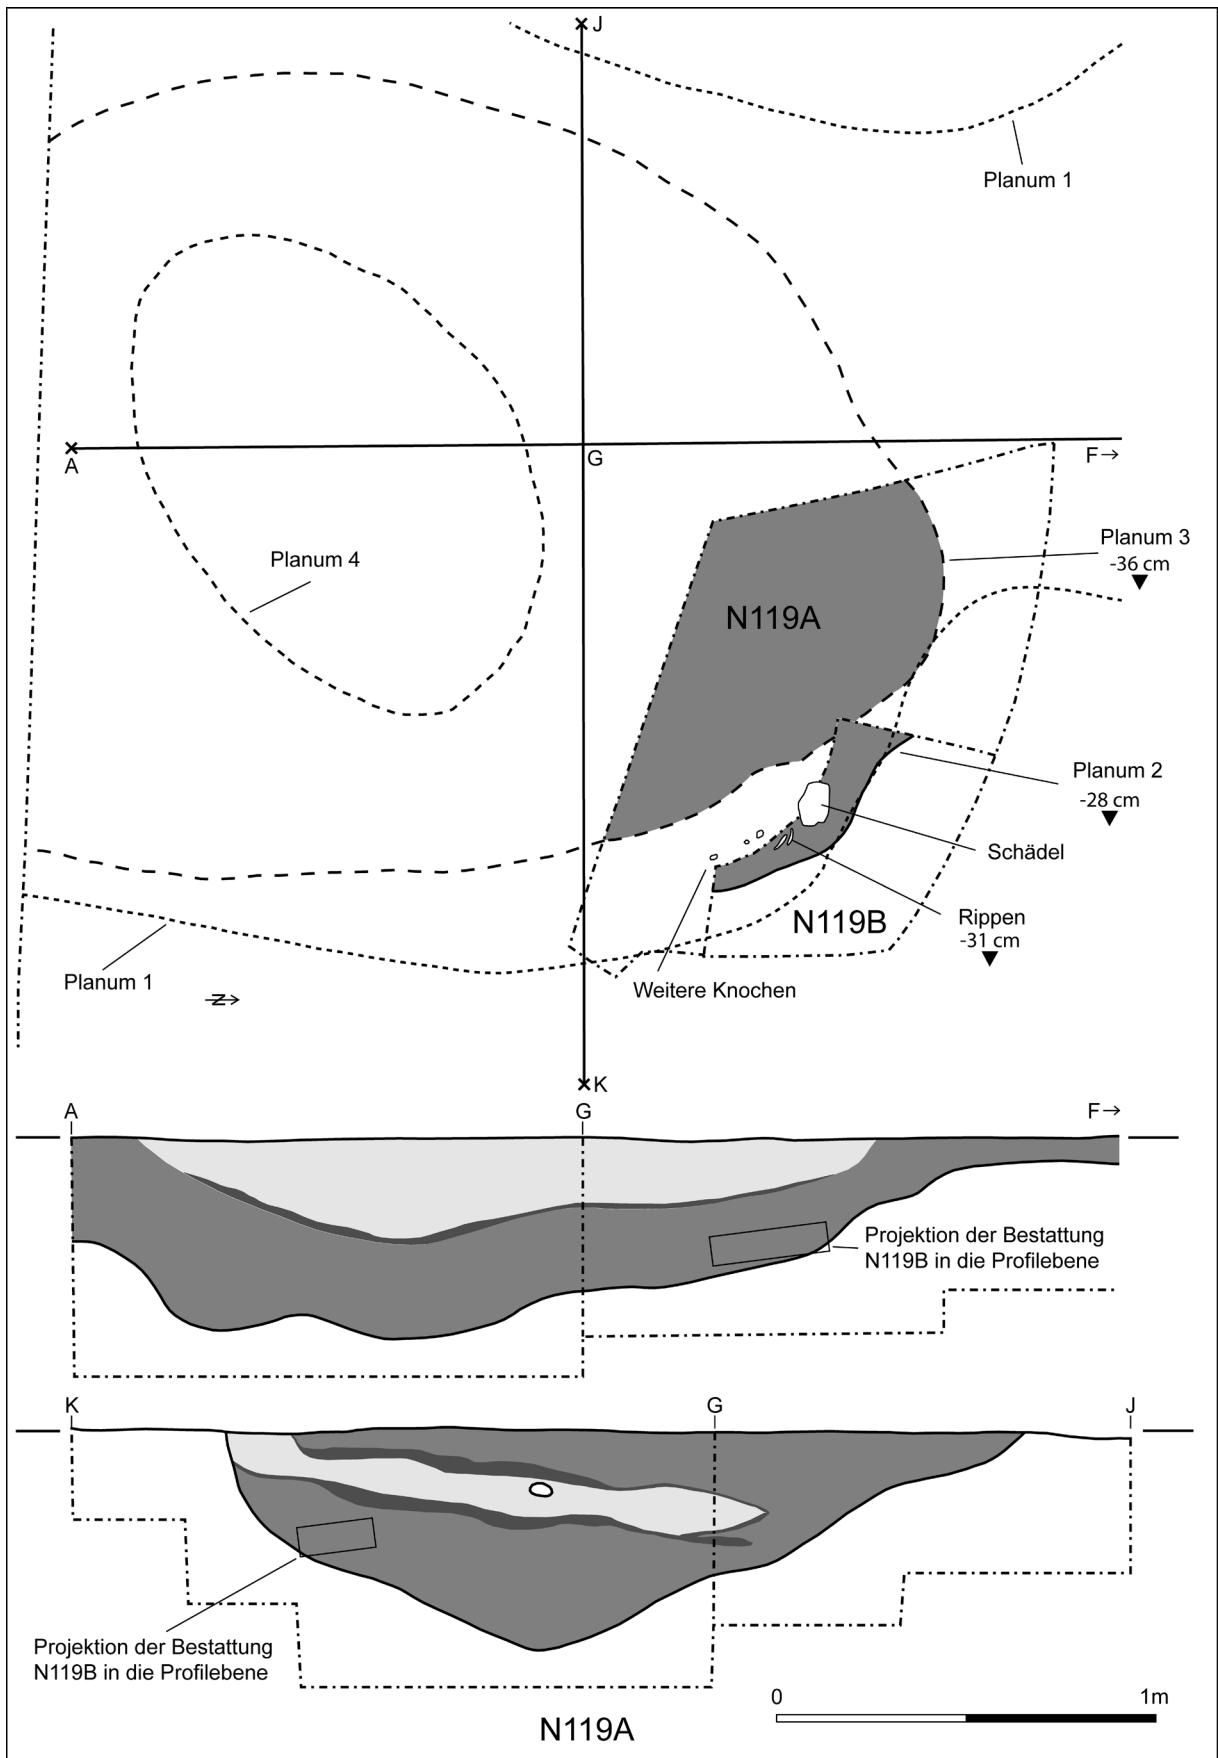 J
Planum 1
A
G
F→
Planum 4
Planum 3
-36 cm
N119A
Planum 2
-28 cm
Schädel
Rippen
-31 cm
N119B
Planum 1
Weitere Knochen
N
K
A
G
F→
Projektion der Bestattung
N119B in die Profilebene
K
G
J
Projektion der Bestattung
N119B in die Profilebene
0
1m
N119A